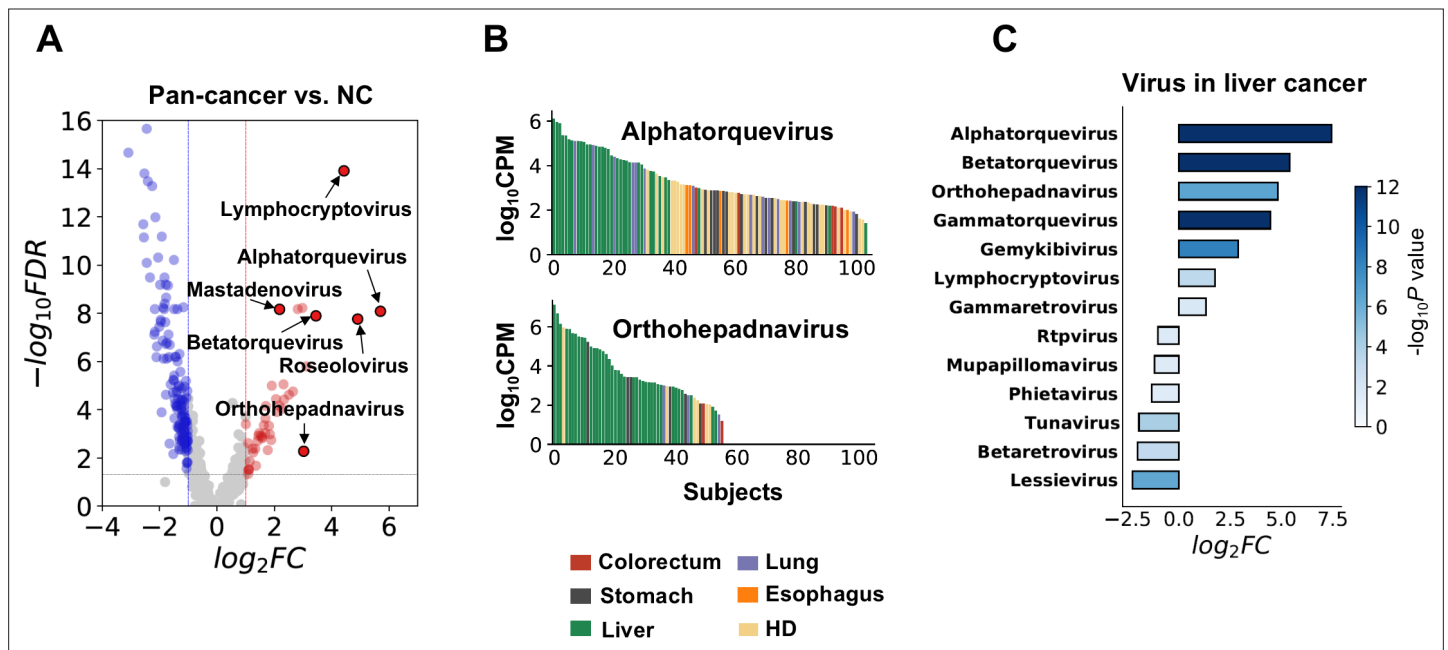 A
Pan-cancer vs. NC
16
14
12
10
8
6
4
2
0
−4
−2
0
2
4
6
−log₁₀FDR
log₂FC
Lymphocryptovirus
Alphatorquevirus
Mastadenovirus
Betatorquevirus
Roseolovirus
Orthohepadnavirus
B
Alphatorquevirus
log₁₀CPM
6
4
2
0
0 20 40 60 80 100
Orthohepadnavirus
log₁₀CPM
6
4
2
0
0 20 40 60 80 100
Subjects
Colorectum
Lung
Stomach
Esophagus
Liver
HD
C
Virus in liver cancer
Alphatorquevirus
Betatorquevirus
Orthohepadnavirus
Gammatorquevirus
Gemykibivirus
Lymphocryptovirus
Gammaretrovirus
Rtpvirus
Mupapillomavirus
Phietavirus
Tunavirus
Betaretrovirus
Lessievirus
−2.5 0.0 2.5 5.0 7.5
log₂FC
12
10
8
6
4
2
0
-log₁₀P value